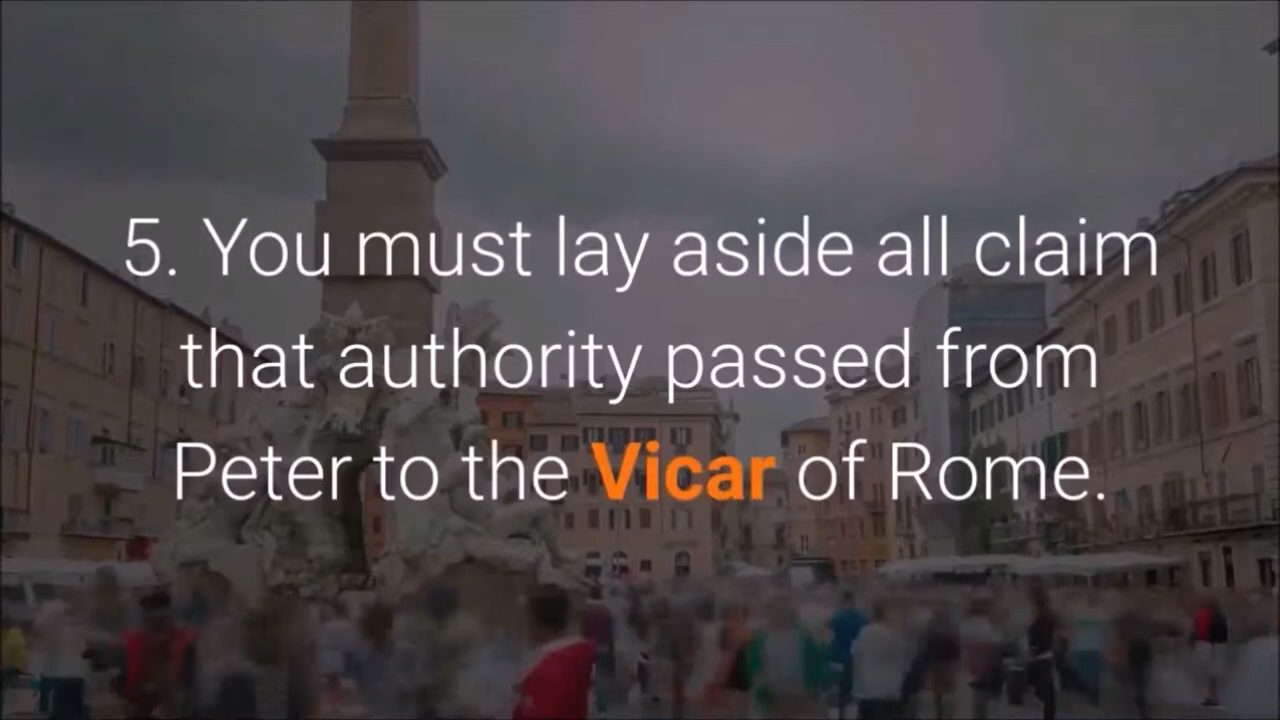 5. You must lay aside all claim
that authority passed from
Peter to the Vicar of Rome.